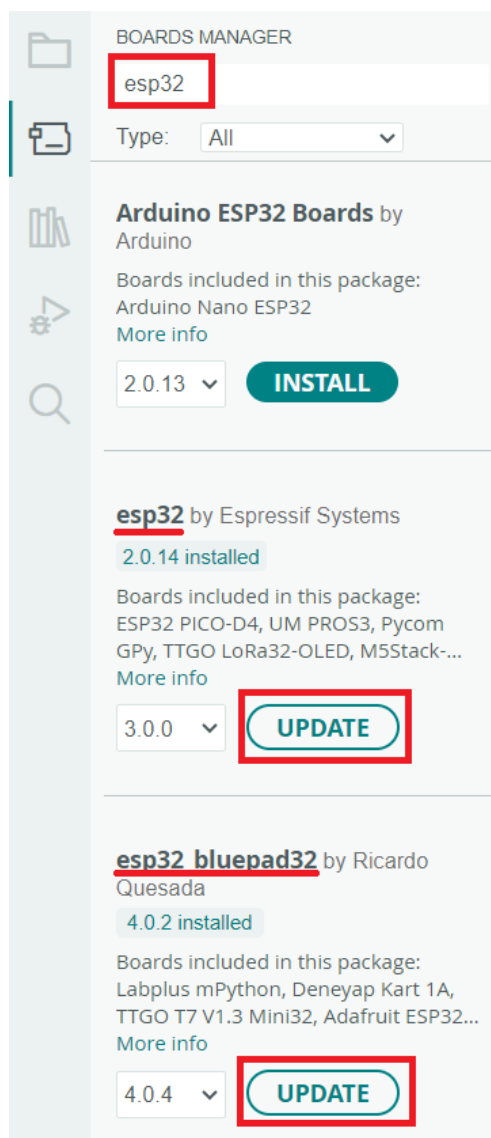 BOARDS MANAGER
esp32
Type: All
Arduino ESP32 Boards by
Arduino
Boards included in this package:
Arduino Nano ESP32
More info
2.0.13 INSTALL
esp32 by Espressif Systems
2.0.14 installed
Boards included in this package:
ESP32 PICO-D4, UM PROS3, Pycom
GPy, TTGO LoRa32-OLED, M5Stack-...
More info
3.0.0 UPDATE
esp32_bluepad32 by Ricardo
Quesada
4.0.2 installed
Boards included in this package:
Labplus mPython, Deneyap Kart 1A,
TTGO T7 V1.3 Mini32, Adafruit ESP32...
More info
4.0.4 UPDATE